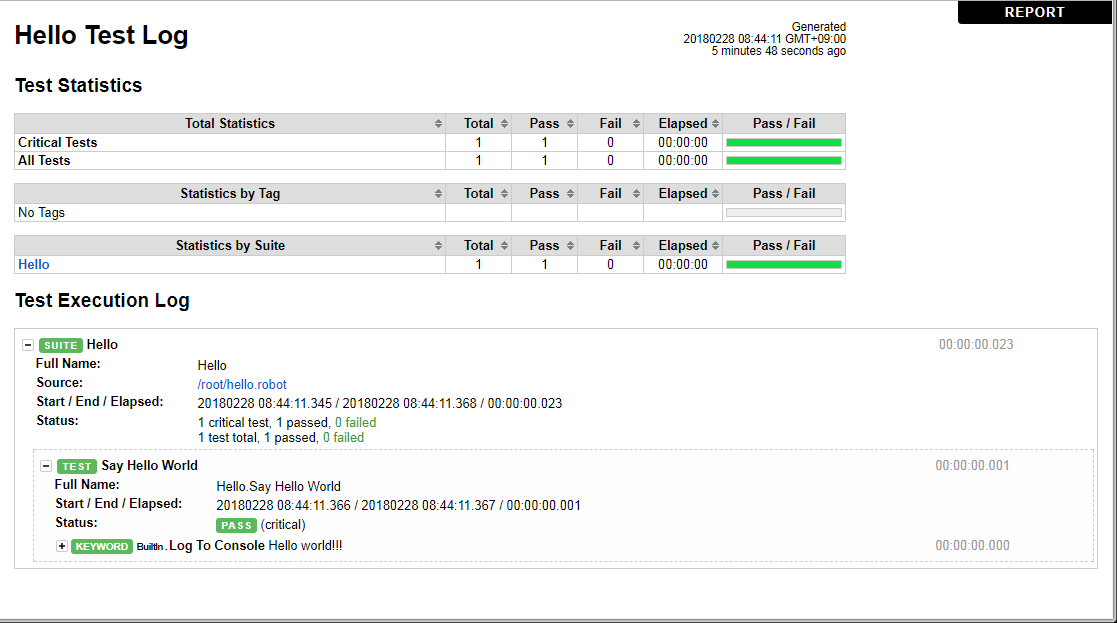 REPORT
Hello Test Log
Generated
20180228 08:44:11 GMT+09:00
5 minutes 48 seconds ago
Test Statistics
Total Statistics Total Pass Fail Elapsed Pass / Fail
Critical Tests 1 1 0 00:00:00
All Tests 1 1 0 00:00:00
Statistics by Tag Total Pass Fail Elapsed Pass / Fail
No Tags
Statistics by Suite Total Pass Fail Elapsed Pass / Fail
Hello 1 1 0 00:00:00
Test Execution Log
SUITE Hello 00:00:00.023
Full Name: Hello
Source: /root/hello.robot
Start / End / Elapsed: 20180228 08:44:11.345 / 20180228 08:44:11.368 / 00:00:00.023
Status: 1 critical test, 1 passed, 0 failed
1 test total, 1 passed, 0 failed
TEST Say Hello World 00:00:00.001
Full Name: Hello.Say Hello World
Start / End / Elapsed: 20180228 08:44:11.366 / 20180228 08:44:11.367 / 00:00:00.001
Status: PASS (critical)
KEYWORD BuiltIn. Log To Console Hello world!!! 00:00:00.000